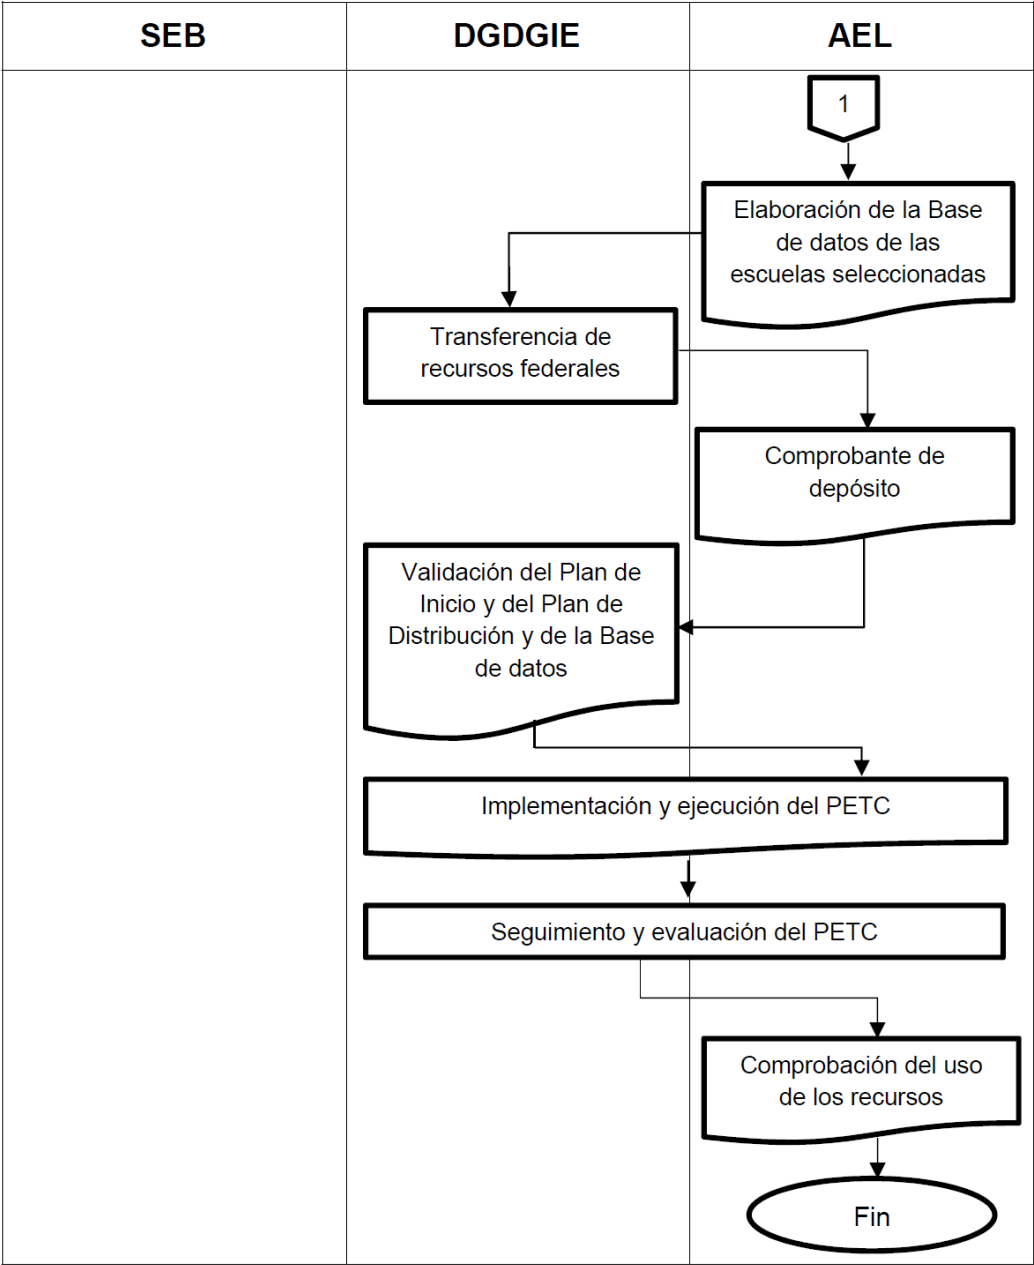 SEB
DGDGIE
AEL
1
Elaboración de la Base
de datos de las
escuelas seleccionadas
Transferencia de
recursos federales
Comprobante de
depósito
Validación del Plan de
Inicio y del Plan de
Distribución y de la Base
de datos
Implementación y ejecución del PETC
Seguimiento y evaluación del PETC
Comprobación del uso
de los recursos
Fin